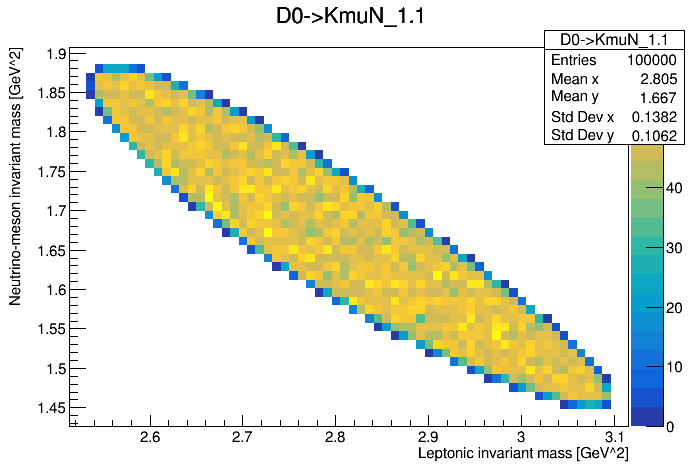 D0->KmuN_1.1
D0->KmuN_1.1
Entries 100000
Mean x 2.805
Mean y 1.667
Std Dev x 0.1382
Std Dev y 0.1062
Neutrino-meson invariant mass [GeV^2]
1.9
1.85
1.8
1.75
1.7
1.65
1.6
1.55
1.5
1.45
40
30
20
10
0
2.6 2.7 2.8 2.9 3 3.1
Leptonic invariant mass [GeV^2]